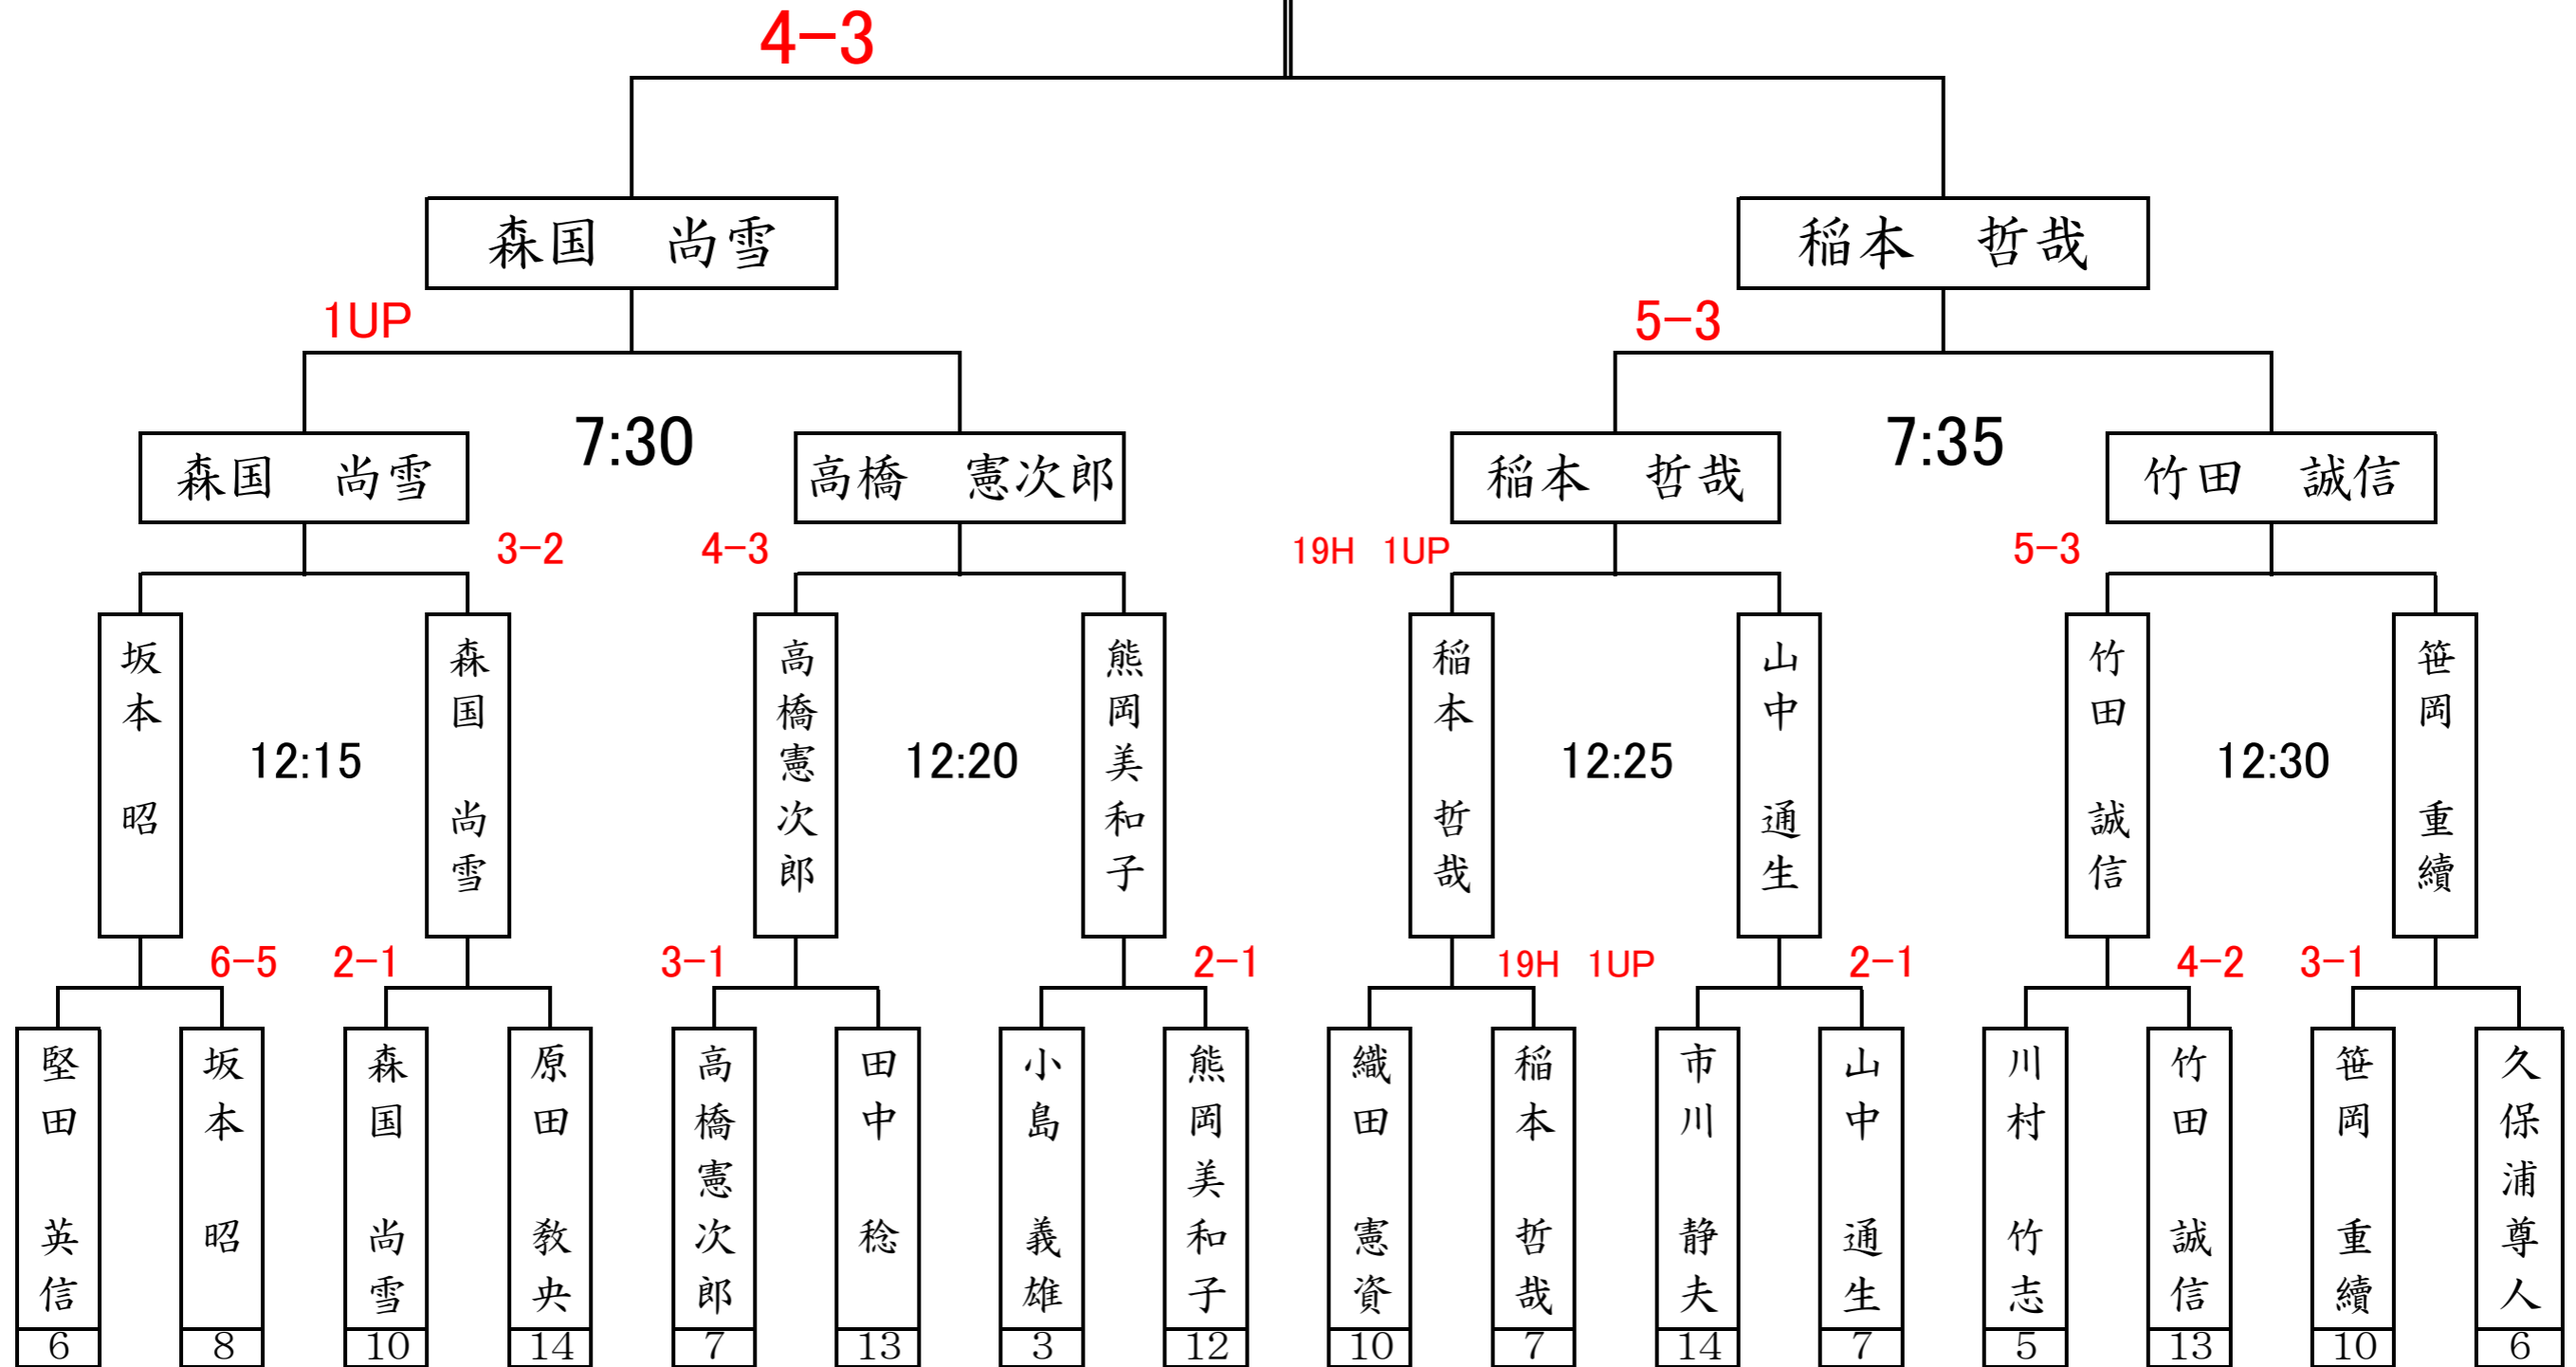 4-3
森国 尚雪
稲本 哲哉
1UP
5-3
7:30
7:35
森国 尚雪
高橋 憲次郎
稲本 哲哉
竹田 誠信
3-2
4-3
19H 1UP
5-3
坂本 昭
森国 尚雪
高橋憲次郎
熊岡美和子
稲本 哲哉
山中 通生
竹田 誠信
笹岡 重續
12:15
12:20
12:25
12:30
6-5
2-1
3-1
2-1
19H 1UP
2-1
4-2
3-1
堅田 英信
坂本 昭
森国 尚雪
原田 教央
高橋憲次郎
田中 稔
小島 義雄
熊岡美和子
織田 憲資
稲本 哲哉
市川 静夫
山中 通生
川村 竹志
竹田 誠信
笹岡 重續
久保浦尊人
6
8
10
14
7
13
3
12
10
7
14
7
5
13
10
6